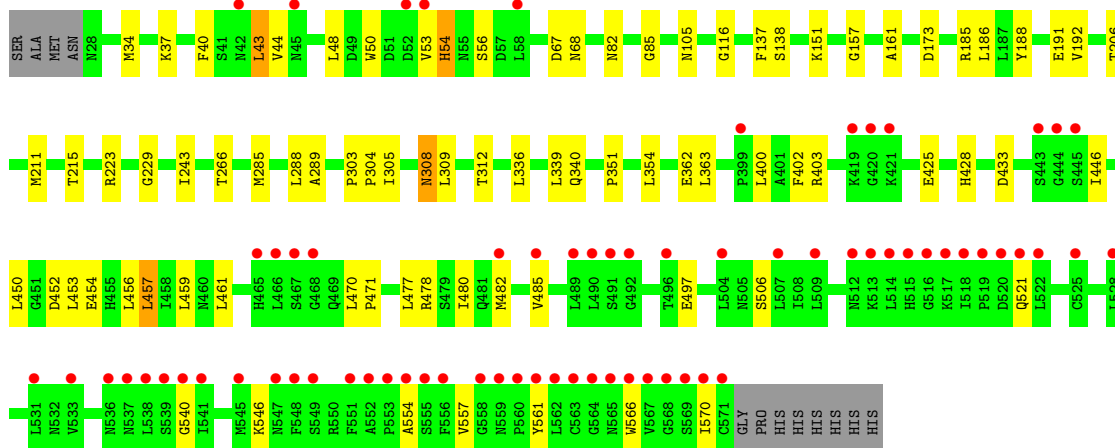 SER ALA MET ASN N28 M34 K37 F40 S41 N42 L43 V44 N45 L48 D49 W50 D51 D52 V53 H54 N55 S56 D57 L58 D67 N68 N82 G85 N105 G116 F137 S138 K151 G157 A161 D173 R185 L186 L187 Y188 E191 V192
M211 T215 R223 G229 I243 T266 M285 L288 A289 P303 P304 I305 N308 L309 T312 L336 L339 Q340 P351 L354 E362 L363 P399 L400 A401 F402 R403 K419 G420 K421 E425 H428 D433 S443 G444 S445 I446
L450 G451 D452 L453 E454 H455 L456 L457 I458 L459 N460 L461 H465 L466 S467 G468 Q469 L470 P471 L477 R478 S479 I480 Q481 M482 V485 L489 L490 S491 G492 T496 E497 L504 N505 S506 L507 I508 L509 N512 K513 L514 H515 G516 K517 I518 P519 D520 Q521 L522 C525
L531 N532 V533 N536 N537 L538 S539 G540 I541 M545 K546 N547 F548 S549 R550 F551 A552 P553 A554 S555 F556 V557 G558 N559 P560 Y561 L562 C563 G564 N565 W566 V567 G568 S569 I570 C571 GLY PRO HIS HIS HIS HIS HIS HIS